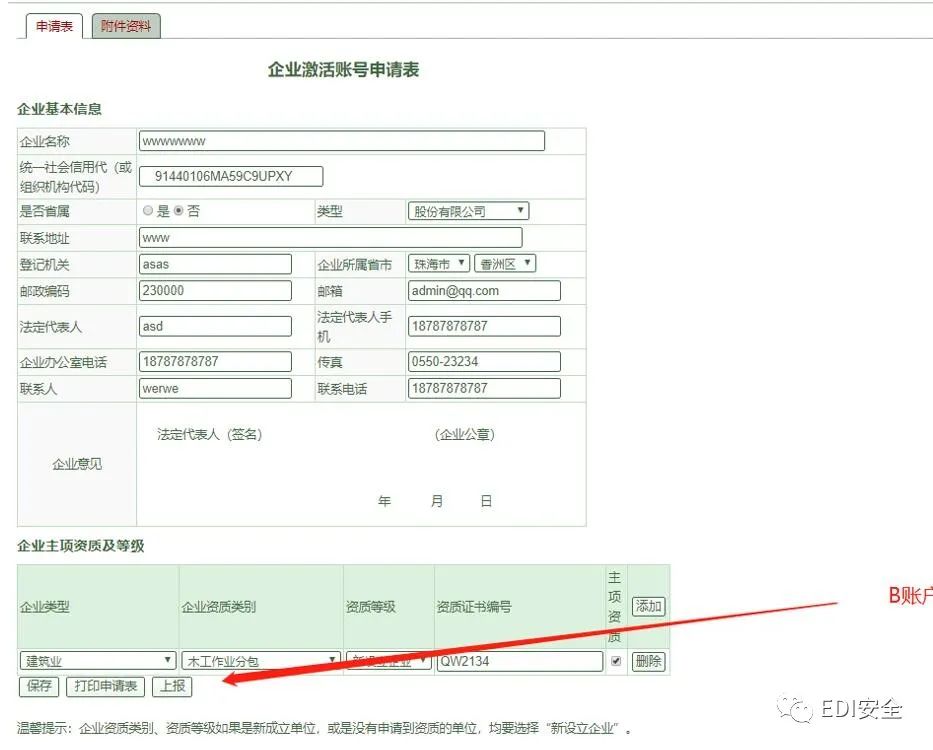 申请表 附件资料
企业激活账号申请表
企业基本信息
企业名称 wwwwwww
统一社会信用代（或
组织机构代码） 91440106MA59C9UPXY
是否省属 是 否 类型 股份有限公司
联系地址 www
登记机关 asas 企业所属省市 珠海市 香洲区
邮政编码 230000 邮箱 admin@qq.com
法定代表人 asd 法定代表人手
机 18787878787
企业办公室电话 18787878787 传真 0550-23234
联系人 werwe 联系电话 18787878787
法定代表人（签名） （企业公章）
企业意见
年 月 日
企业主项资质及等级
企业类型 企业资质类别 资质等级 资质证书编号 主项资质 添加
B账户
建筑业 木工作业分包 新设立企业 QW2134 删除
保存 打印申请表 上报
EDI安全
温馨提示：企业资质类别、资质等级如果是新成立单位，或是没有申请到资质的单位，均要选择“新设立企业”。